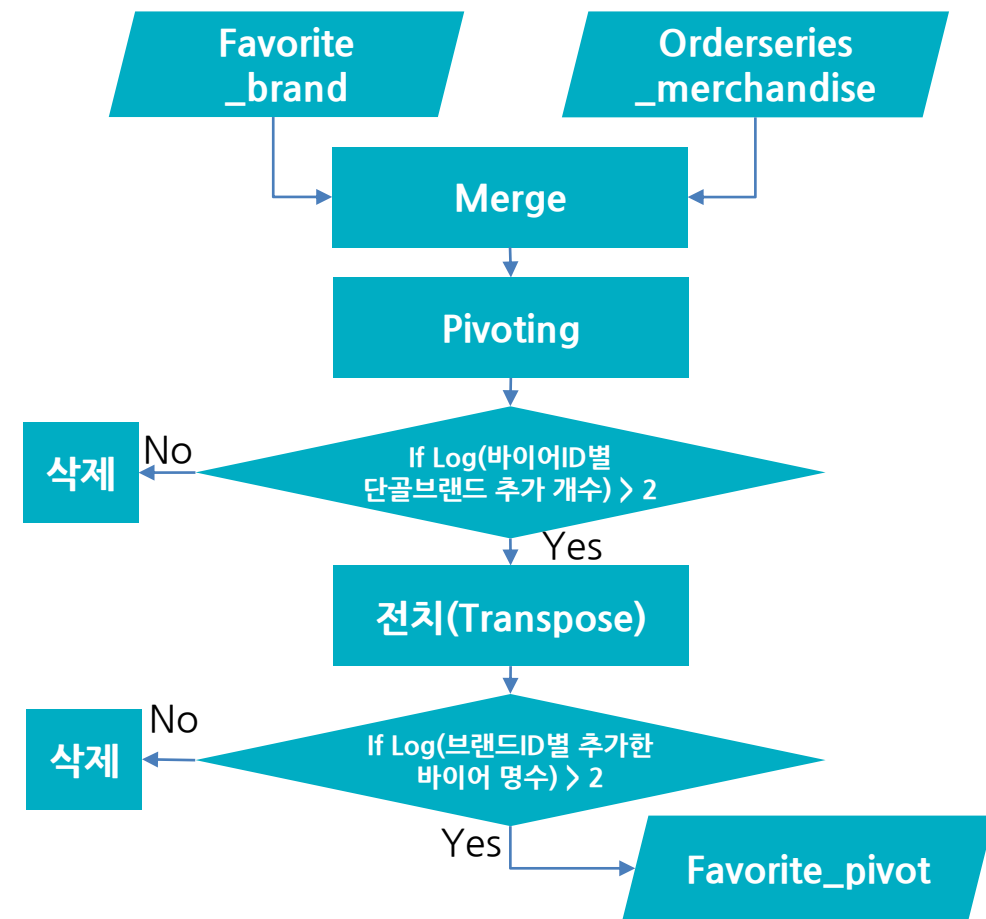 Favorite
_brand
Orderseries
_merchandise
Merge
Pivoting
If Log(바이어ID별
단골브랜드 추가 개수) > 2
No
삭제
Yes
전치(Transpose)
If Log(브랜드ID별 추가한
바이어 명수) > 2
No
삭제
Yes
Favorite_pivot